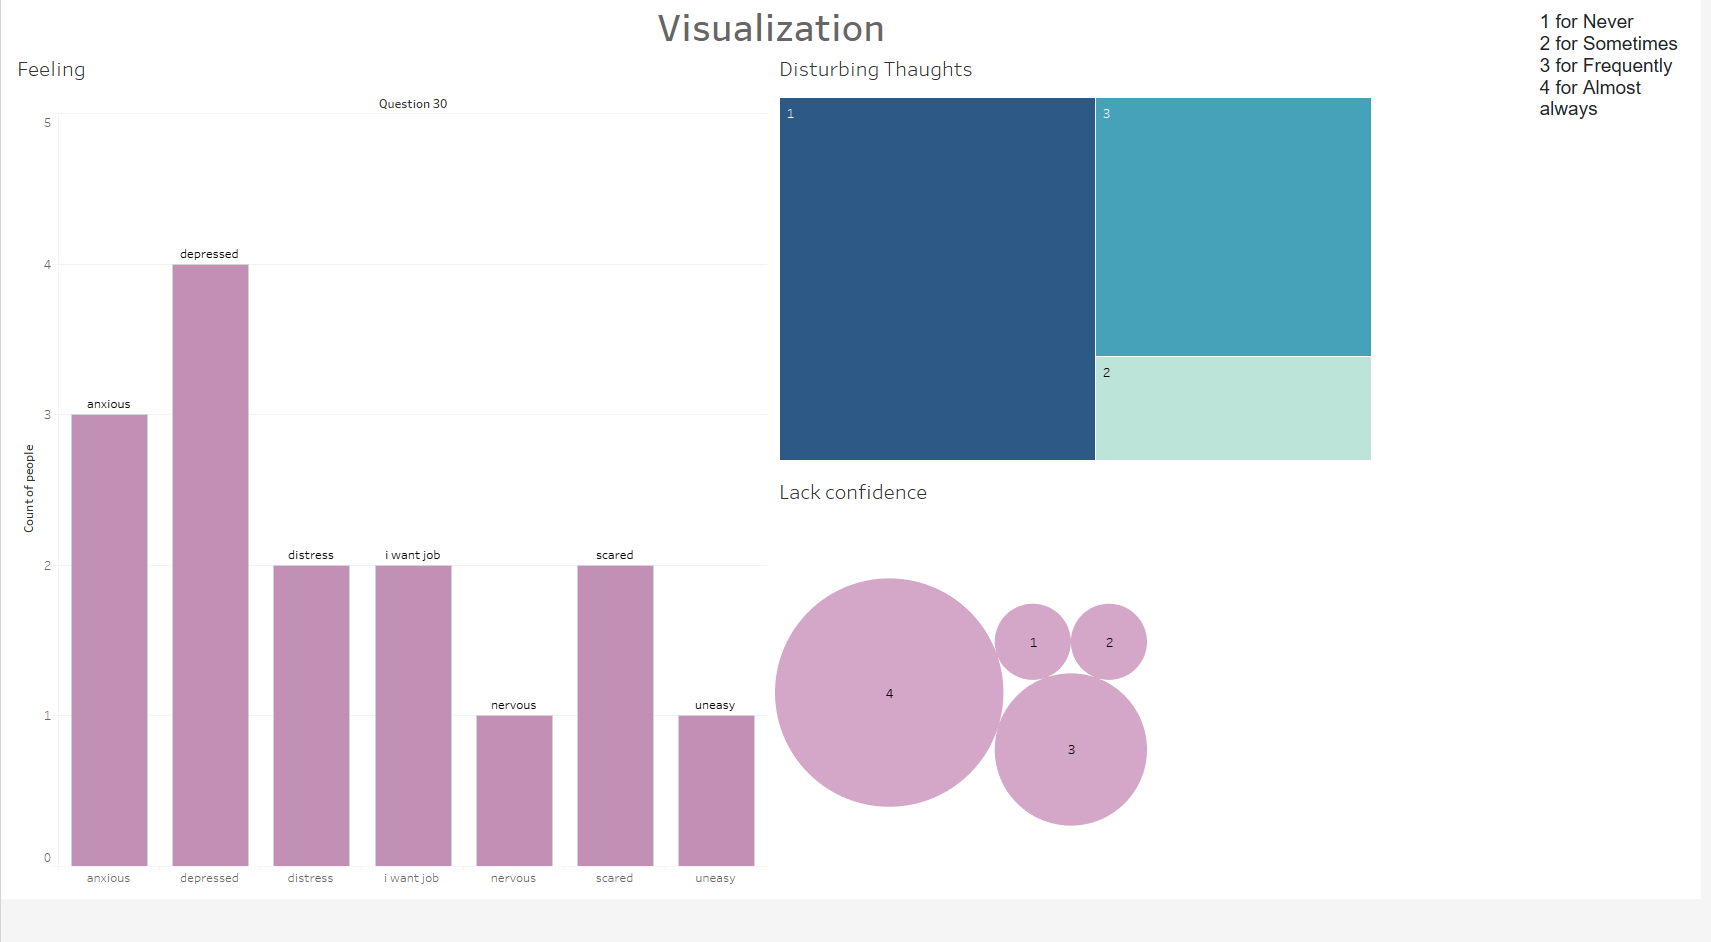 Visualization
1 for Never
2 for Sometimes
3 for Frequently
4 for Almost
always
Feeling
Question 30
Count of people
5
4
3
2
1
0
anxious
depressed
distress
i want job
nervous
scared
uneasy
anxious
depressed
distress
i want job
nervous
scared
uneasy
Disturbing Thaughts
1
3
2
Lack confidence
4
1
2
3